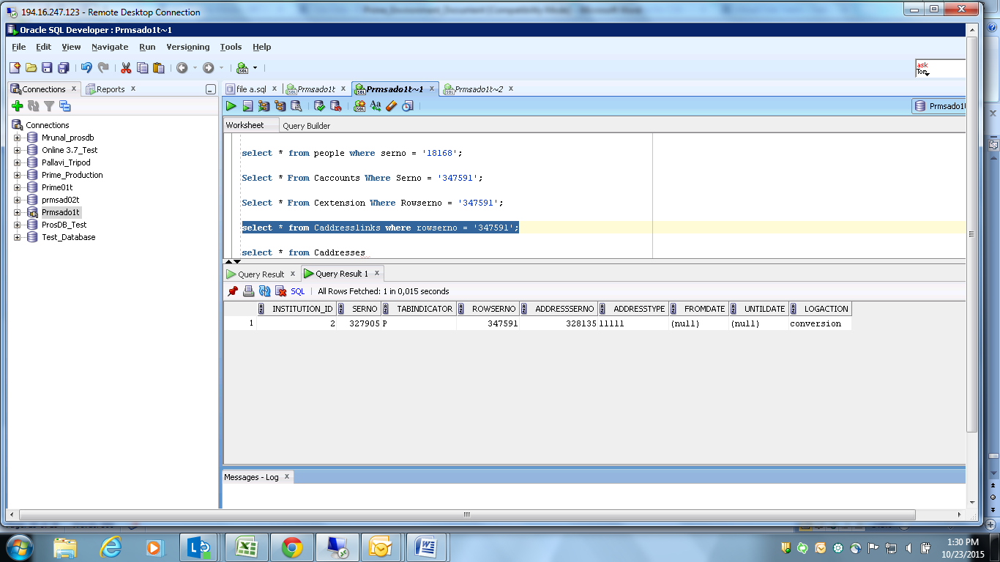 194.16.247.123 - Remote Desktop Connection
Oracle SQL Developer : Prmsado1t~1
File Edit View Navigate Run Versioning Tools Help
ask
Tom
Connections x Reports x
file a.sql x Prmsado1t x Prmsado1t~1 x Prmsado1t~2 x
Prmsado1t
Worksheet Query Builder
Connections
Mrunal_prosdb
Online 3.7_Test
Pallavi_Tripod
Prime_Production
Prime01t
prmsad02t
Prmsado1t
ProsDB_Test
Test_Database
select * from people where serno = '18168';
Select * From Caccounts Where Serno = '347591';
Select * From Cextension Where Rowserno = '347591';
select * from Caddresslinks where rowserno = '347591';
select * from Caddresses
Query Result x Query Result 1 x
SQL | All Rows Fetched: 1 in 0,015 seconds
INSTITUTION_ID SERNO TABINDICATOR ROWSERNO ADDRESSSERNO ADDRESSTYPE FROMDATE UNTILDATE LOGACTION
1 2 327905 P 347591 328135 11111 (null) (null) conversion
Messages - Log x
1:30 PM
10/23/2015